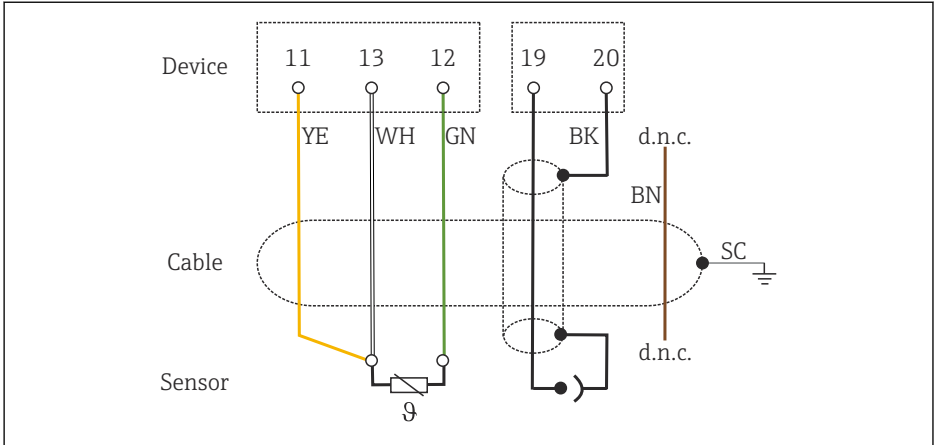 Device 11 13 12 19 20
YE WH GN BK d.n.c.
BN
Cable SC
d.n.c.
Sensor
ϑ